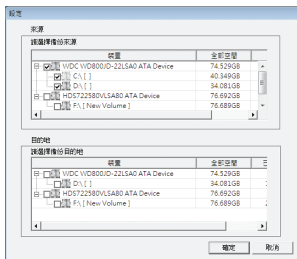 設定
來源
請選擇備份來源
裝置 全部空間
WDC WD800JD-22LSA0 ATA Device 74.529GB
C:\ [ ] 40.349GB
D:\ [ ] 34.081GB
HDS722580VLSA80 ATA Device 76.692GB
F:\ [ New Volume ] 76.689GB
目的地
請選擇備份目的地
裝置 全部空間
WDC WD800JD-22LSA0 ATA Device 74.529GB
D:\ [ ] 34.081GB
HDS722580VLSA80 ATA Device 76.692GB
F:\ [ New Volume ] 76.689GB
確定 取消